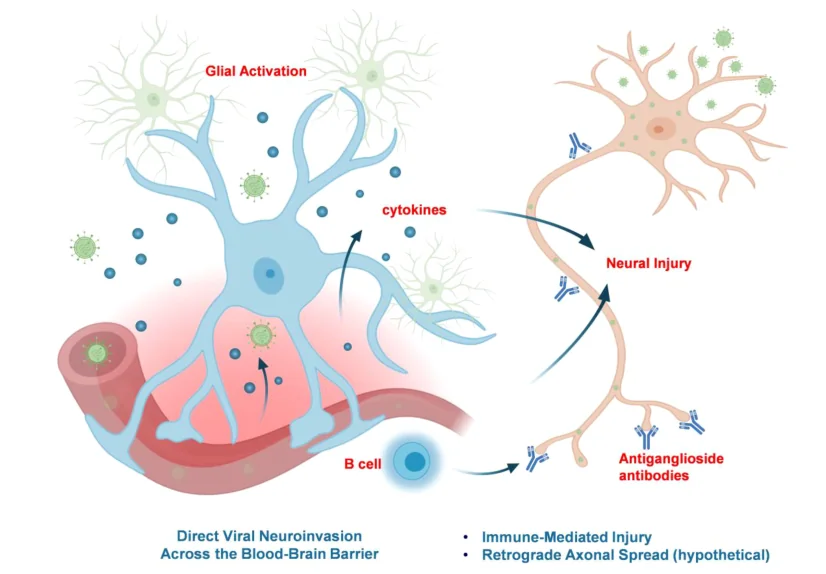 Glial Activation
cytokines
Neural Injury
B cell
Antiganglioside
antibodies
Direct Viral Neuroinvasion
Across the Blood-Brain Barrier
• Immune-Mediated Injury
• Retrograde Axonal Spread (hypothetical)